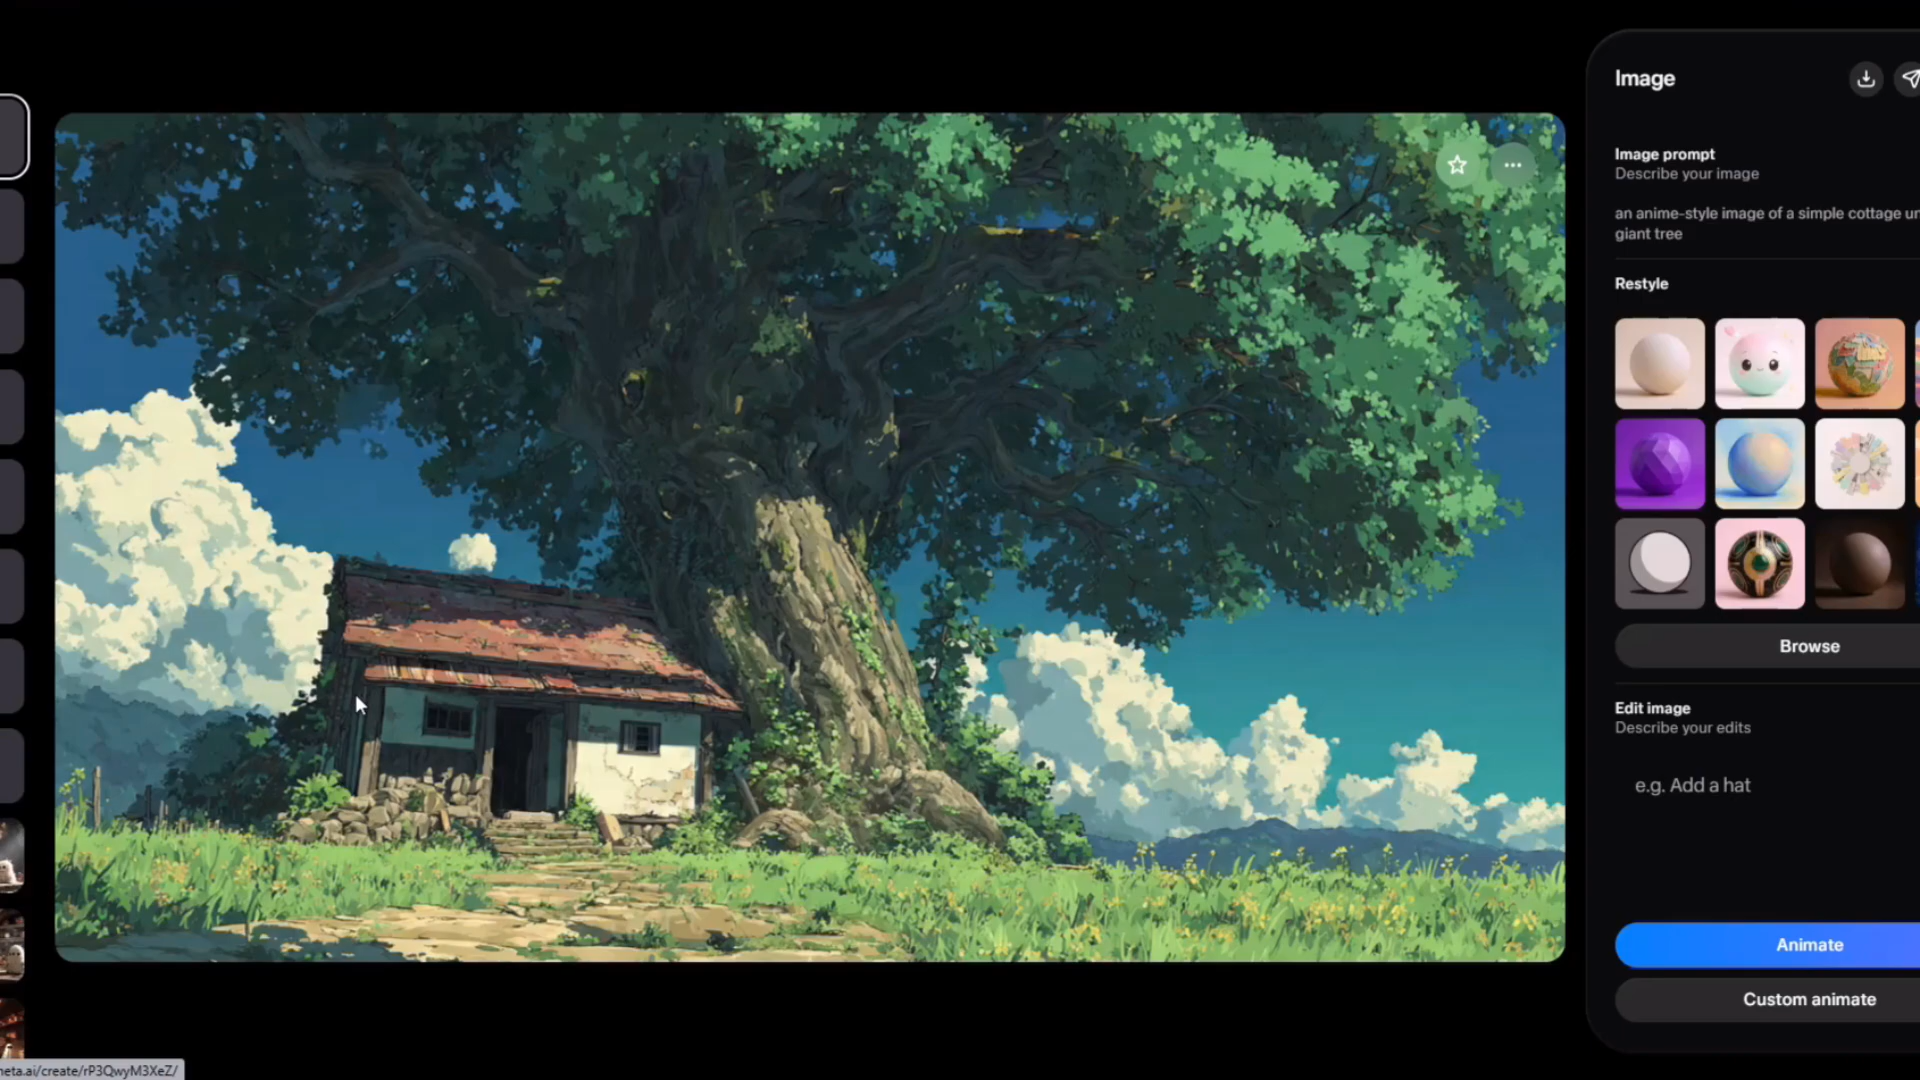 Image
Image prompt
Describe your image
an anime-style image of a simple cottage
giant tree
Restyle
Browse
Edit image
Describe your edits
e.g. Add a hat
Animate
Custom animate
meta.ai/create/rP3QwyM3XeZ/